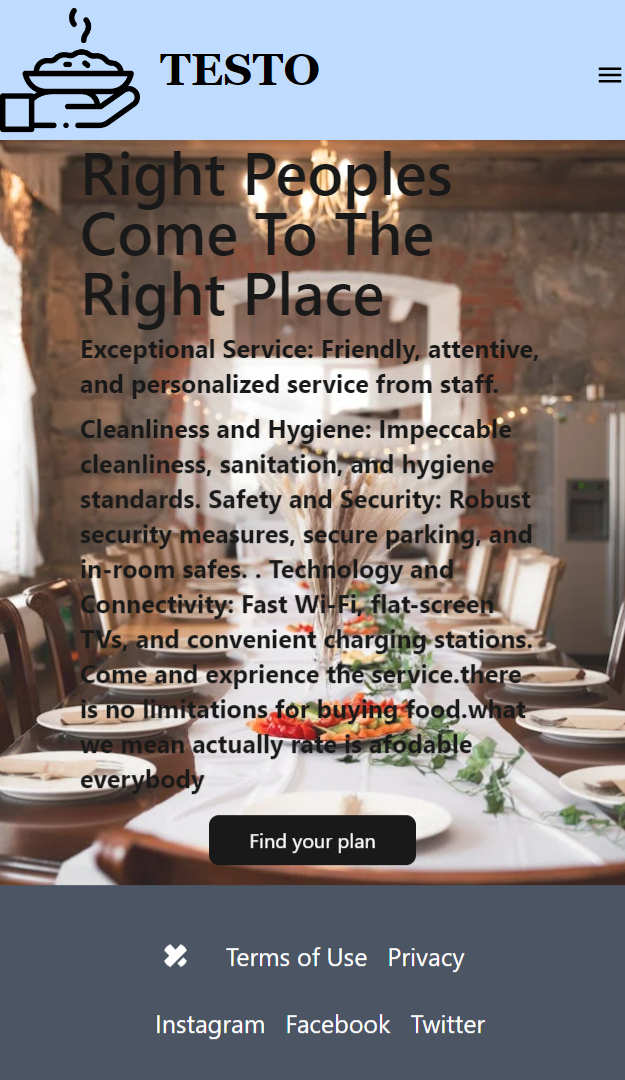 TESTO
Right Peoples
Come To The
Right Place
Exceptional Service: Friendly, attentive,
and personalized service from staff.
Cleanliness and Hygiene: Impeccable
cleanliness, sanitation, and hygiene
standards. Safety and Security: Robust
security measures, secure parking, and
in-room safes. . Technology and
Connectivity: Fast Wi-Fi, flat-screen
TVs, and convenient charging stations.
Come and exprience the service.there
is no limitations for buying food.what
we mean actually rate is afodable
everybody
Find your plan
Terms of Use Privacy
Instagram Facebook Twitter